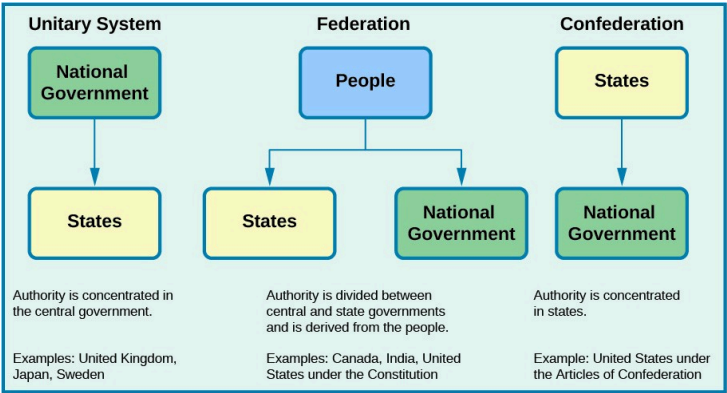 Unitary System
National
Government
States
Authority is concentrated in
the central government.
Examples: United Kingdom,
Japan, Sweden
Federation
People
States
National
Government
Authority is divided between
central and state governments
and is derived from the people.
Examples: Canada, India, United
States under the Constitution
Confederation
States
National
Government
Authority is concentrated
in states.
Example: United States under
the Articles of Confederation